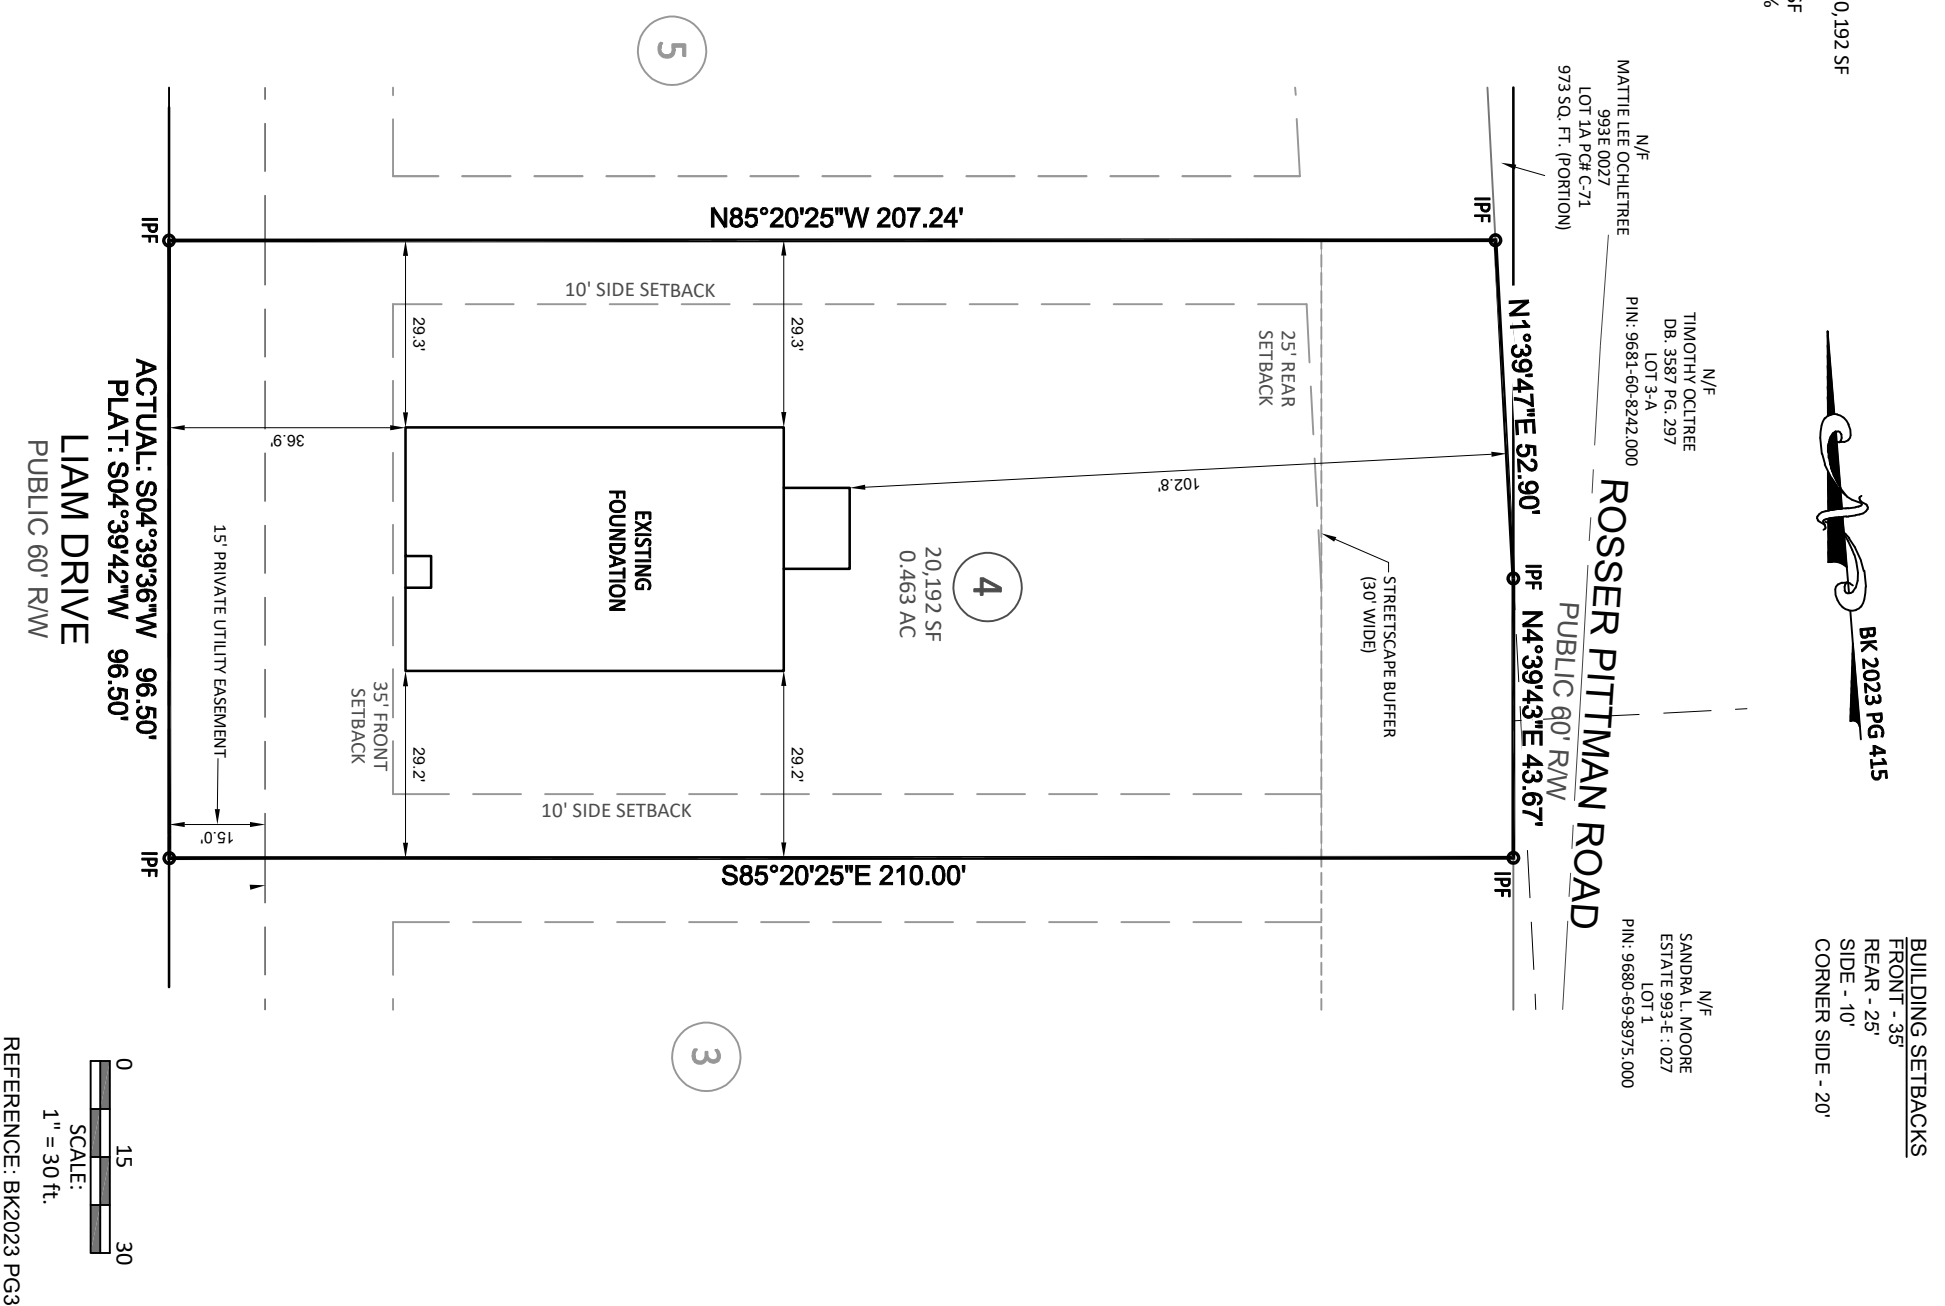 20,192 SF
SF
%
N/F
MATTIE LEE OCHLETREE
993E 0027
LOT 1A PC# C-71
973 SQ. FT. (PORTION)
N/F
TIMOTHY OCLTREE
DB. 3587 PG. 297
LOT 3-A
PIN: 9681-60-8242.000
BK 2023 PG 415
BUILDING SETBACKS
FRONT - 35'
REAR - 25'
SIDE - 10'
CORNER SIDE - 20'
N/F
SANDRA L. MOORE
ESTATE 993-E : 027
LOT 1
PIN: 9680-69-8975.000
ROSSER PITTMAN ROAD
PUBLIC 60' R/W
IPF
N1°39'47"E 52.90'
IPF
N4°39'43"E 43.67'
IPF
STREETSCAPE BUFFER
(30' WIDE)
25' REAR
SETBACK
102.8'
5
N85°20'25"W 207.24'
10' SIDE SETBACK
4
20,192 SF
0.463 AC
29.3'
29.2'
EXISTING
FOUNDATION
S85°20'25"E 210.00'
10' SIDE SETBACK
3
29.3'
29.2'
35' FRONT
SETBACK
36.9'
15' PRIVATE UTILITY EASEMENT
15.0'
IPF
IPF
ACTUAL: S04°39'36"W 96.50'
PLAT: S04°39'42"W 96.50'
LIAM DRIVE
PUBLIC 60' R/W
0 15 30
SCALE:
1" = 30 ft.
REFERENCE: BK2023 PG3